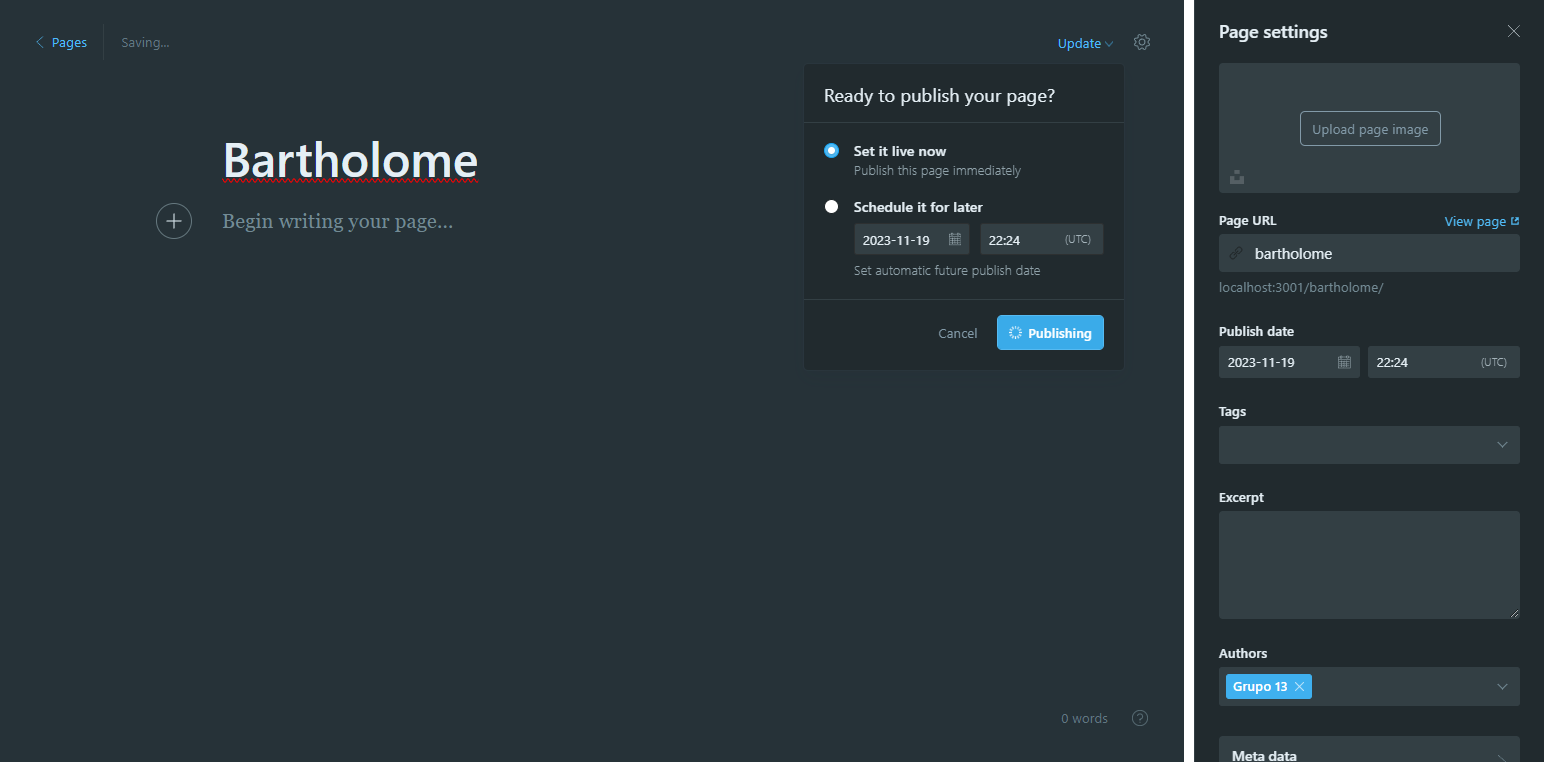 Pages
Saving...
Update
Ready to publish your page?
Set it live now
Publish this page immediately
Schedule it for later
2023-11-19
22:24
(UTC)
Set automatic future publish date
Cancel
Publishing
Bartholome
Begin writing your page...
0 words
?
Page settings
Upload page image
Page URL
View page
bartholome
localhost:3001/bartholome/
Publish date
2023-11-19
22:24
(UTC)
Tags
Excerpt
Authors
Grupo 13
Meta data